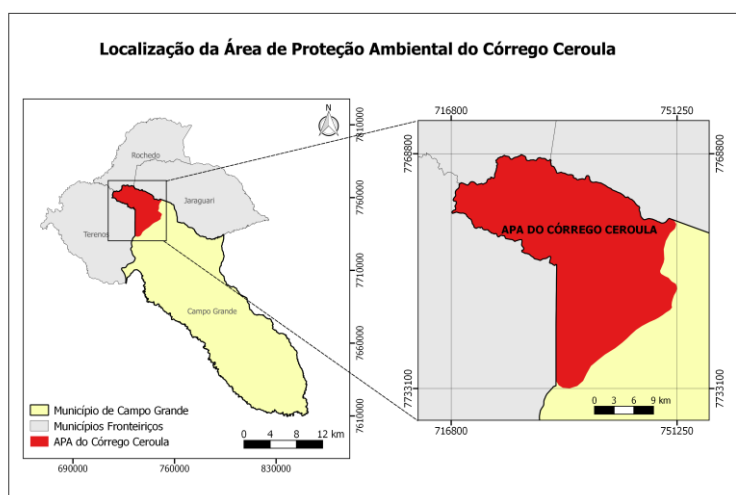 Localização da Área de Proteção Ambiental do Córrego Ceroula
N
Rochedo
Jaraguari
Terenos
Campo Grande
7810000
7760000
7710000
7660000
7610000
Município de Campo Grande
Municípios Fronteiriços
APA do Córrego Ceroula
0 4 8 12 km
690000 760000 830000
716800 751250
7768800
7768800
APA DO CÓRREGO CEROULA
7733100
7733100
0 3 6 9 km
716800 751250